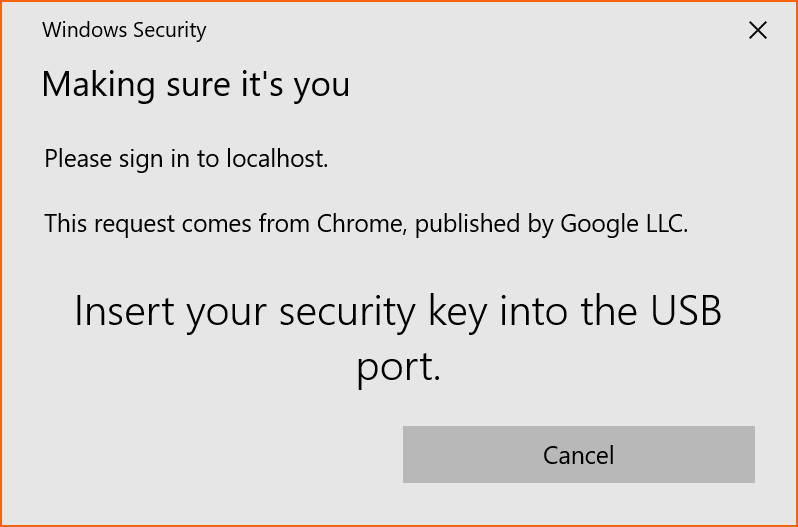 Windows Security
Making sure it's you
Please sign in to localhost.
This request comes from Chrome, published by Google LLC.
Insert your security key into the USB
port.
Cancel